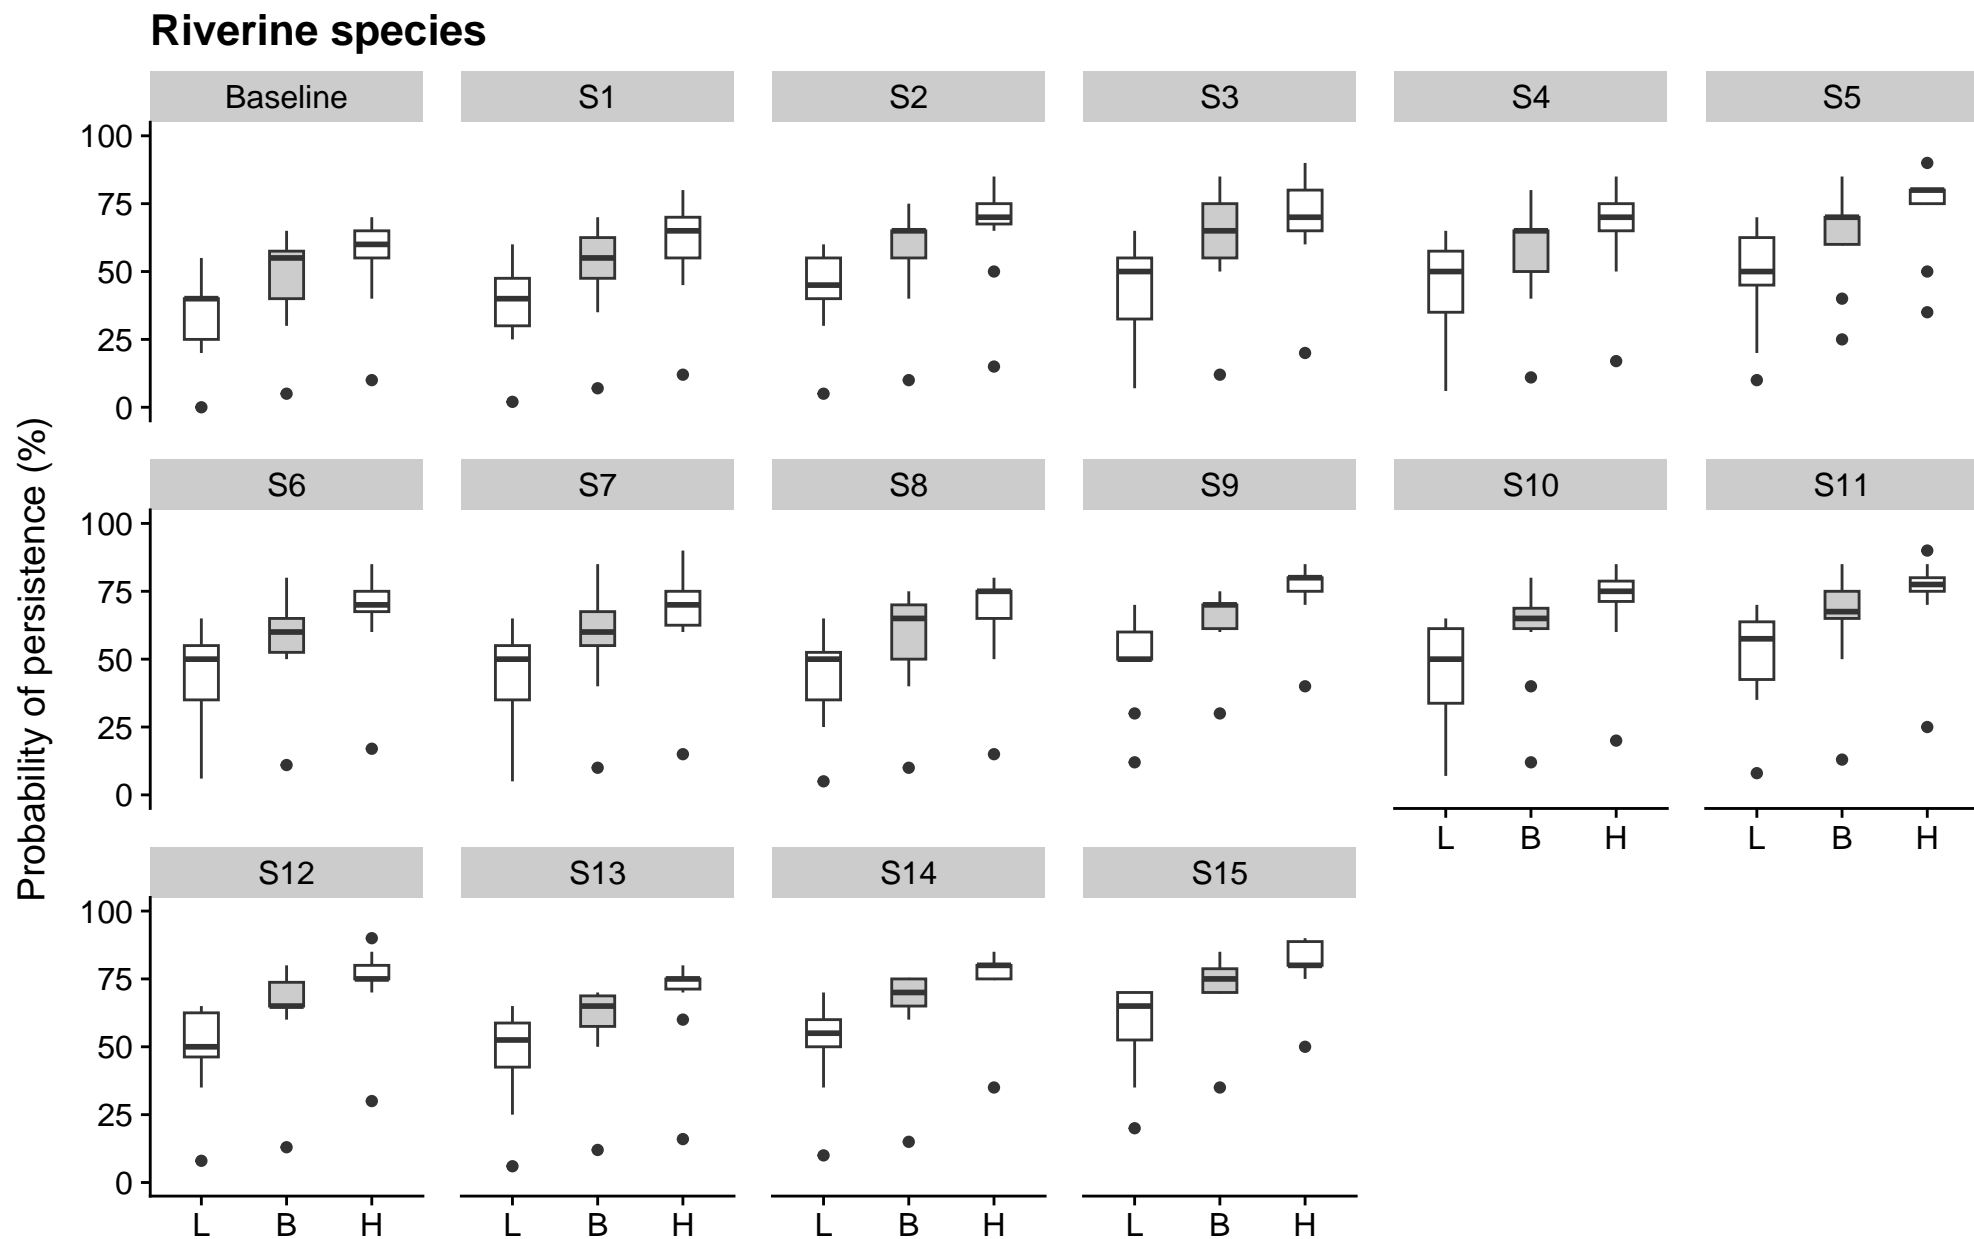 Riverine species
Baseline S1 S2 S3 S4 S5
100
75
50
25
0
S6 S7 S8 S9 S10 S11
100
75
50
25
0
L B H L B H
S12 S13 S14 S15
100
75
50
25
0
L B H L B H L B H L B H
Probability of persistence (%)